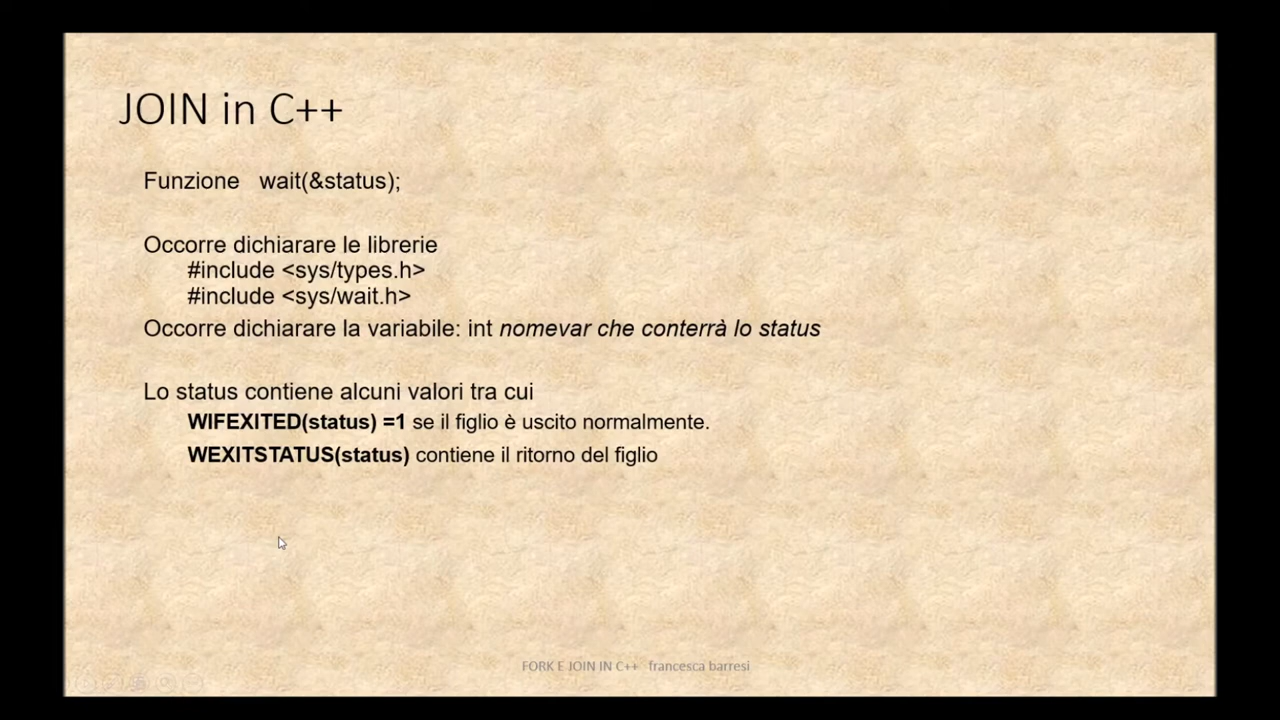 JOIN in C++
Funzione wait(&status);
Occorre dichiarare le librerie
#include <sys/types.h>
#include <sys/wait.h>
Occorre dichiarare la variabile: int nomevar che conterrà lo status
Lo status contiene alcuni valori tra cui
WIFEXITED(status) =1 se il figlio è uscito normalmente.
WEXITSTATUS(status) contiene il ritorno del figlio
FORK E JOIN IN C++ francesca barresi